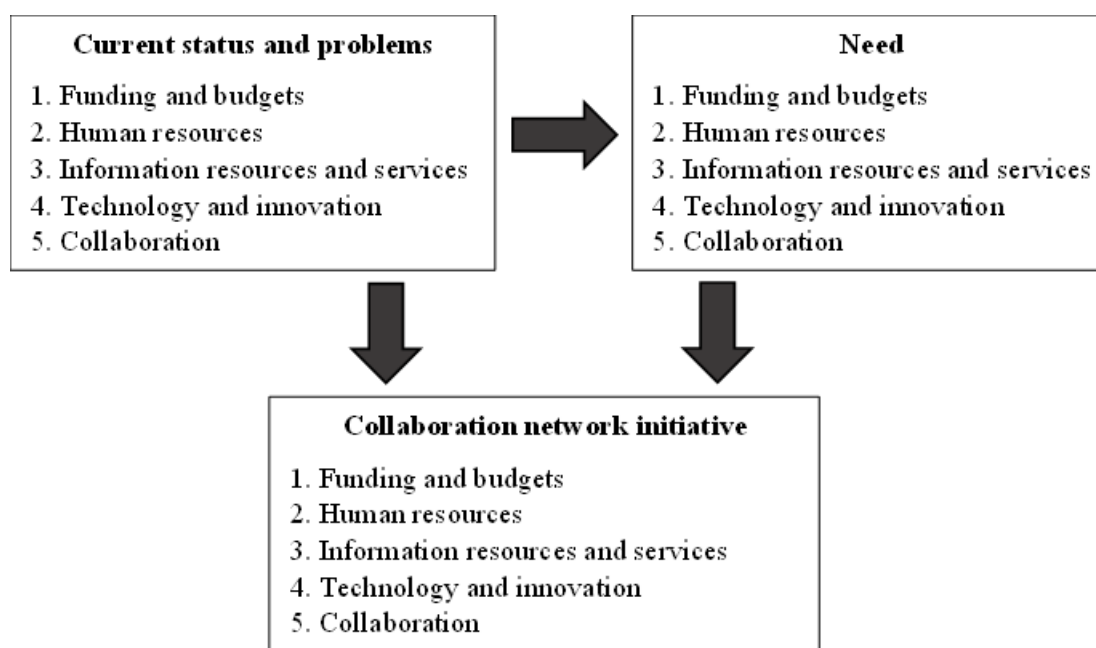 Current status and problems
1. Funding and budgets
2. Human resources
3. Information resources and services
4. Technology and innovation
5. Collaboration
Need
1. Funding and budgets
2. Human resources
3. Information resources and services
4. Technology and innovation
5. Collaboration
Collaboration network initiative
1. Funding and budgets
2. Human resources
3. Information resources and services
4. Technology and innovation
5. Collaboration